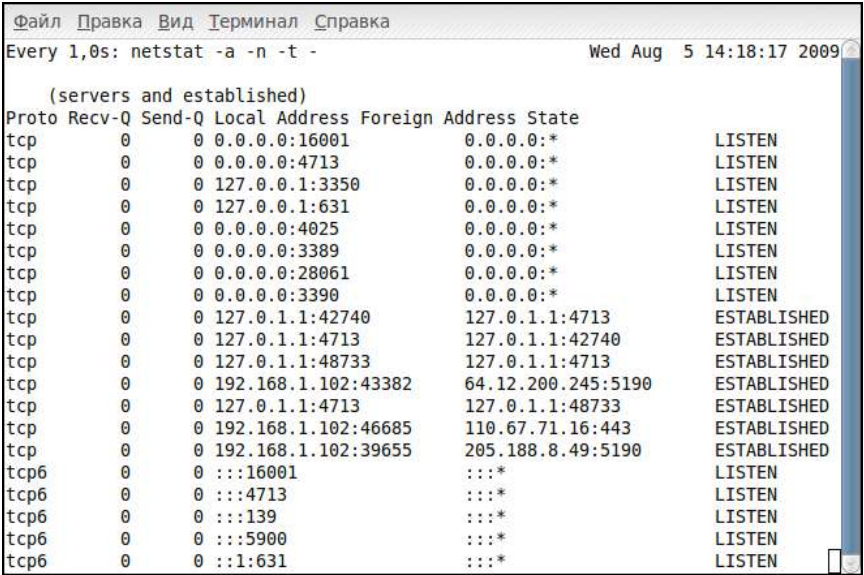 Файл Правка Вид Терминал Справка
Every 1,0s: netstat -a -n -t - Wed Aug 5 14:18:17 2009
(servers and established)
Proto Recv-Q Send-Q Local Address Foreign Address State
tcp 0 0 0.0.0.0:16001 0.0.0.0:* LISTEN
tcp 0 0 0.0.0.0:4713 0.0.0.0:* LISTEN
tcp 0 0 127.0.0.1:3350 0.0.0.0:* LISTEN
tcp 0 0 127.0.0.1:631 0.0.0.0:* LISTEN
tcp 0 0 0.0.0.0:4025 0.0.0.0:* LISTEN
tcp 0 0 0.0.0.0:3389 0.0.0.0:* LISTEN
tcp 0 0 0.0.0.0:28061 0.0.0.0:* LISTEN
tcp 0 0 0.0.0.0:3390 0.0.0.0:* LISTEN
tcp 0 0 127.0.1.1:42740 127.0.1.1:4713 ESTABLISHED
tcp 0 0 127.0.1.1:4713 127.0.1.1:42740 ESTABLISHED
tcp 0 0 127.0.1.1:48733 127.0.1.1:4713 ESTABLISHED
tcp 0 0 192.168.1.102:43382 64.12.200.245:5190 ESTABLISHED
tcp 0 0 127.0.1.1:4713 127.0.1.1:48733 ESTABLISHED
tcp 0 0 192.168.1.102:46685 110.67.71.16:443 ESTABLISHED
tcp 0 0 192.168.1.102:39655 205.188.8.49:5190 ESTABLISHED
tcp6 0 0 :::16001 :::* LISTEN
tcp6 0 0 :::4713 :::* LISTEN
tcp6 0 0 :::139 :::* LISTEN
tcp6 0 0 :::5900 :::* LISTEN
tcp6 0 0 ::1:631 :::* LISTEN